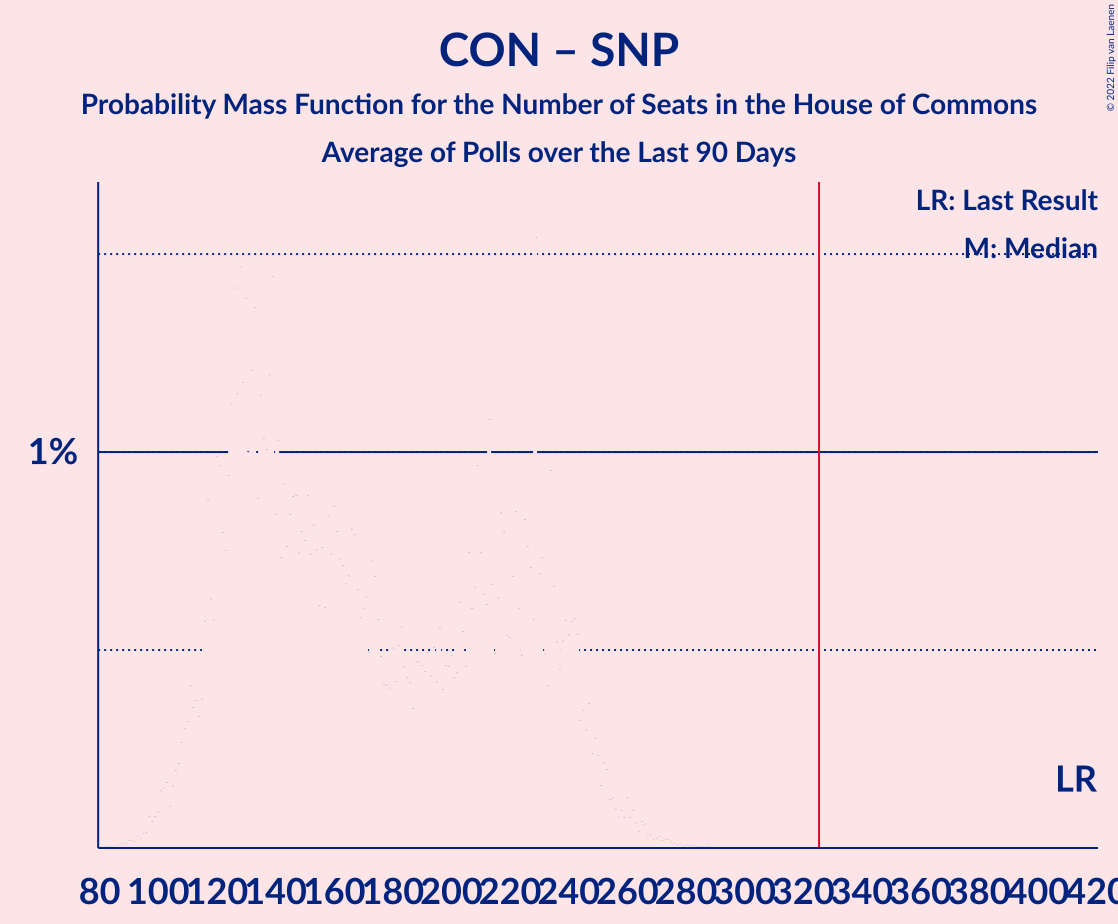 CON – SNP
Probability Mass Function for the Number of Seats in the House of Commons
Average of Polls over the Last 90 Days
© 2022 Filip van Laenen
LR: Last Result
M: Median
1%
LR
80 100 120 140 160 180 200 220 240 260 280 300 320 340 360 380 400 420